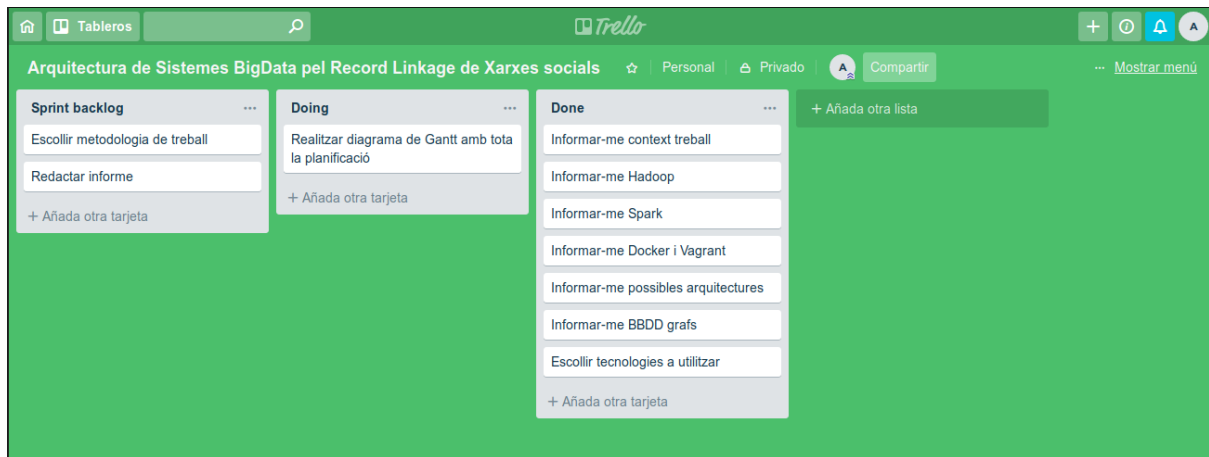 Tableros
Trello
A
Arquitectura de Sistemes BigData pel Record Linkage de Xarxes socials
Personal
Privado
A
Compartir
... Mostrar menú
Sprint backlog
...
Escollir metodologia de treball
Redactar informe
+ Añada otra tarjeta
Doing
...
Realitzar diagrama de Gantt amb tota
la planificació
+ Añada otra tarjeta
Done
...
Informar-me context treball
Informar-me Hadoop
Informar-me Spark
Informar-me Docker i Vagrant
Informar-me possibles arquitectures
Informar-me BBDD grafs
Escollir tecnologies a utilitzar
+ Añada otra tarjeta
+ Añada otra lista